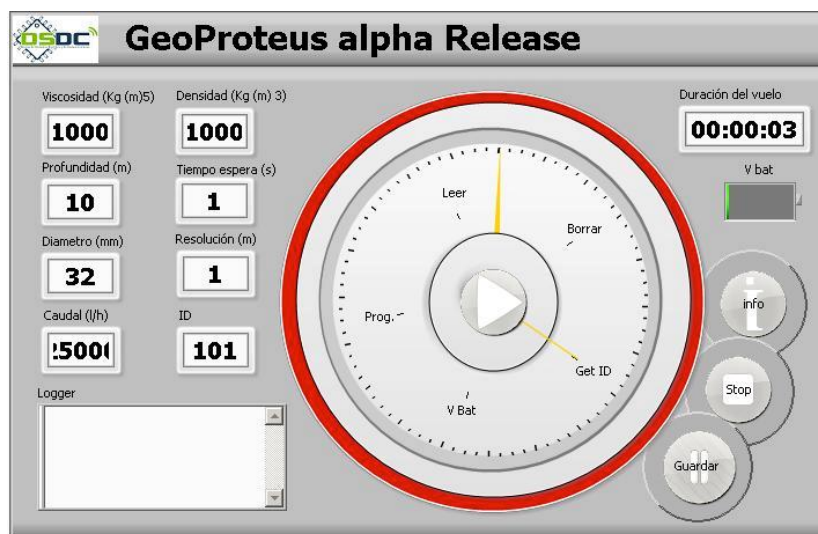 OSDC
GeoProteus alpha Release
Viscosidad (Kg (m)5)
Densidad (Kg (m) 3)
1000
1000
Profundidad (m)
Tiempo espera (s)
10
1
Diametro (mm)
Resolución (m)
32
1
Caudal (l/h)
ID
101
Logger
Leer
Borrar
Prog.
Get ID
V Bat
Duración del vuelo
00:00:03
V bat
info
Stop
Guardar